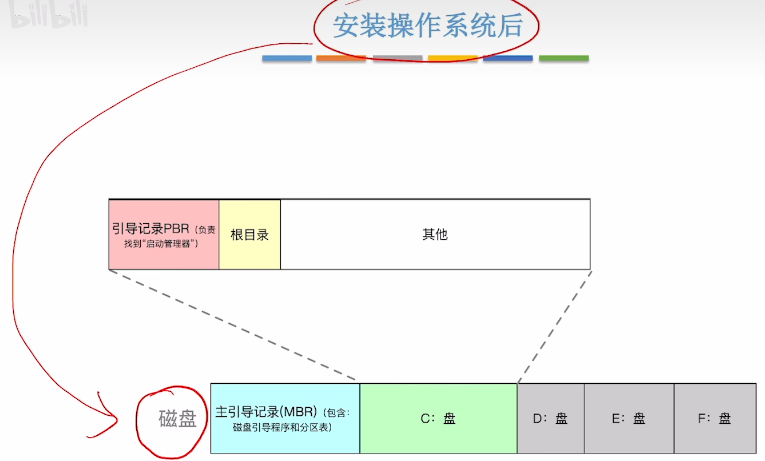 bilibili
安装操作系统后
引导记录PBR（负责
找到“启动管理器”）
根目录
其他
磁盘
主引导记录(MBR)（包含：
磁盘引导程序和分区表）
C：盘
D：盘
E：盘
F：盘